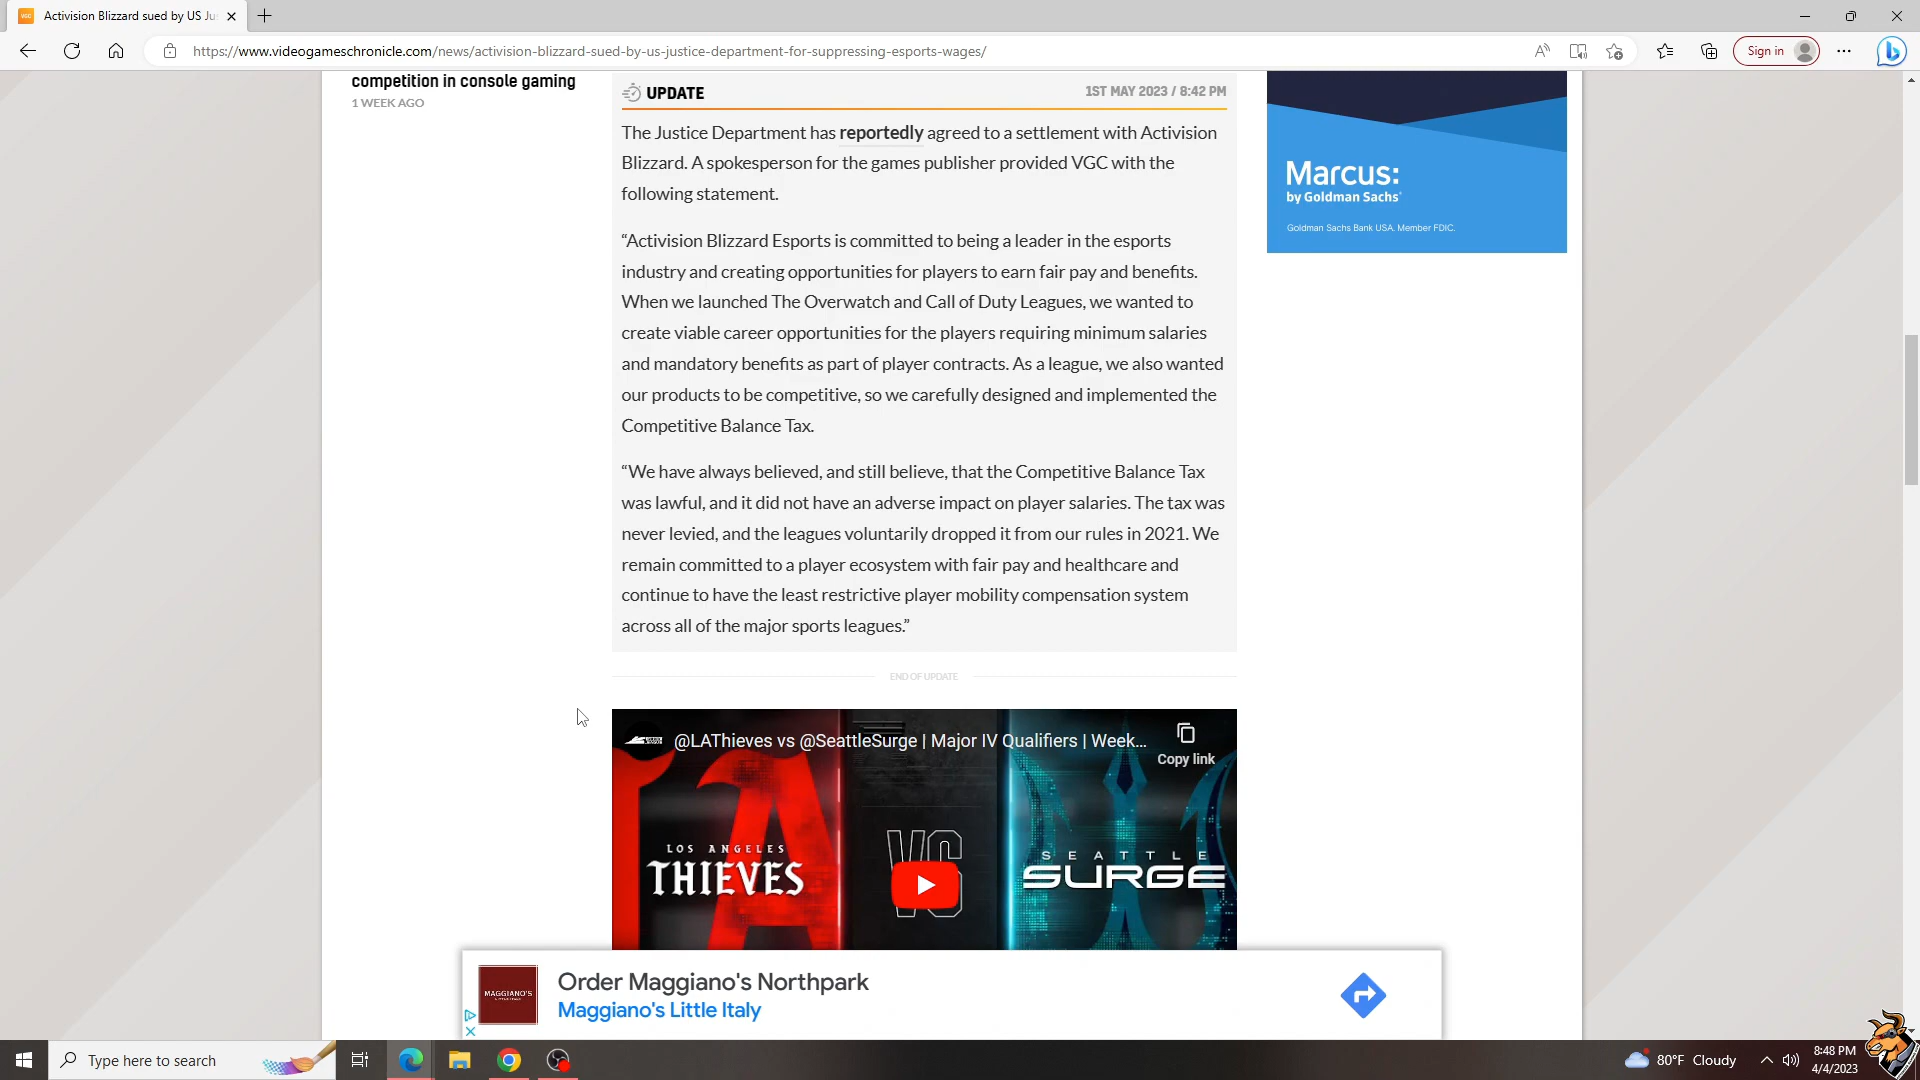 VGC Activision Blizzard sued by US Ju
https://www.videogameschronicle.com/news/activision-blizzard-sued-by-us-justice-department-for-suppressing-esports-wages/
Sign in
competition in console gaming
1 WEEK AGO
UPDATE
1ST MAY 2023 / 8:42 PM
The Justice Department has reportedly agreed to a settlement with Activision
Blizzard. A spokesperson for the games publisher provided VGC with the
following statement.
“Activision Blizzard Esports is committed to being a leader in the esports
industry and creating opportunities for players to earn fair pay and benefits.
When we launched The Overwatch and Call of Duty Leagues, we wanted to
create viable career opportunities for the players requiring minimum salaries
and mandatory benefits as part of player contracts. As a league, we also wanted
our products to be competitive, so we carefully designed and implemented the
Competitive Balance Tax.
“We have always believed, and still believe, that the Competitive Balance Tax
was lawful, and it did not have an adverse impact on player salaries. The tax was
never levied, and the leagues voluntarily dropped it from our rules in 2021. We
remain committed to a player ecosystem with fair pay and healthcare and
continue to have the least restrictive player mobility compensation system
across all of the major sports leagues.”
END OF UPDATE
Marcus:
by Goldman Sachs®
Goldman Sachs Bank USA. Member FDIC.
@LAThieves vs @SeattleSurge | Major IV Qualifiers | Week...
Copy link
LOS ANGELES
THIEVES
VS
SEATTLE
SURGE
MAGGIANO'S
Order Maggiano's Northpark
Maggiano's Little Italy
Type here to search
80°F Cloudy
8:48 PM
4/4/2023